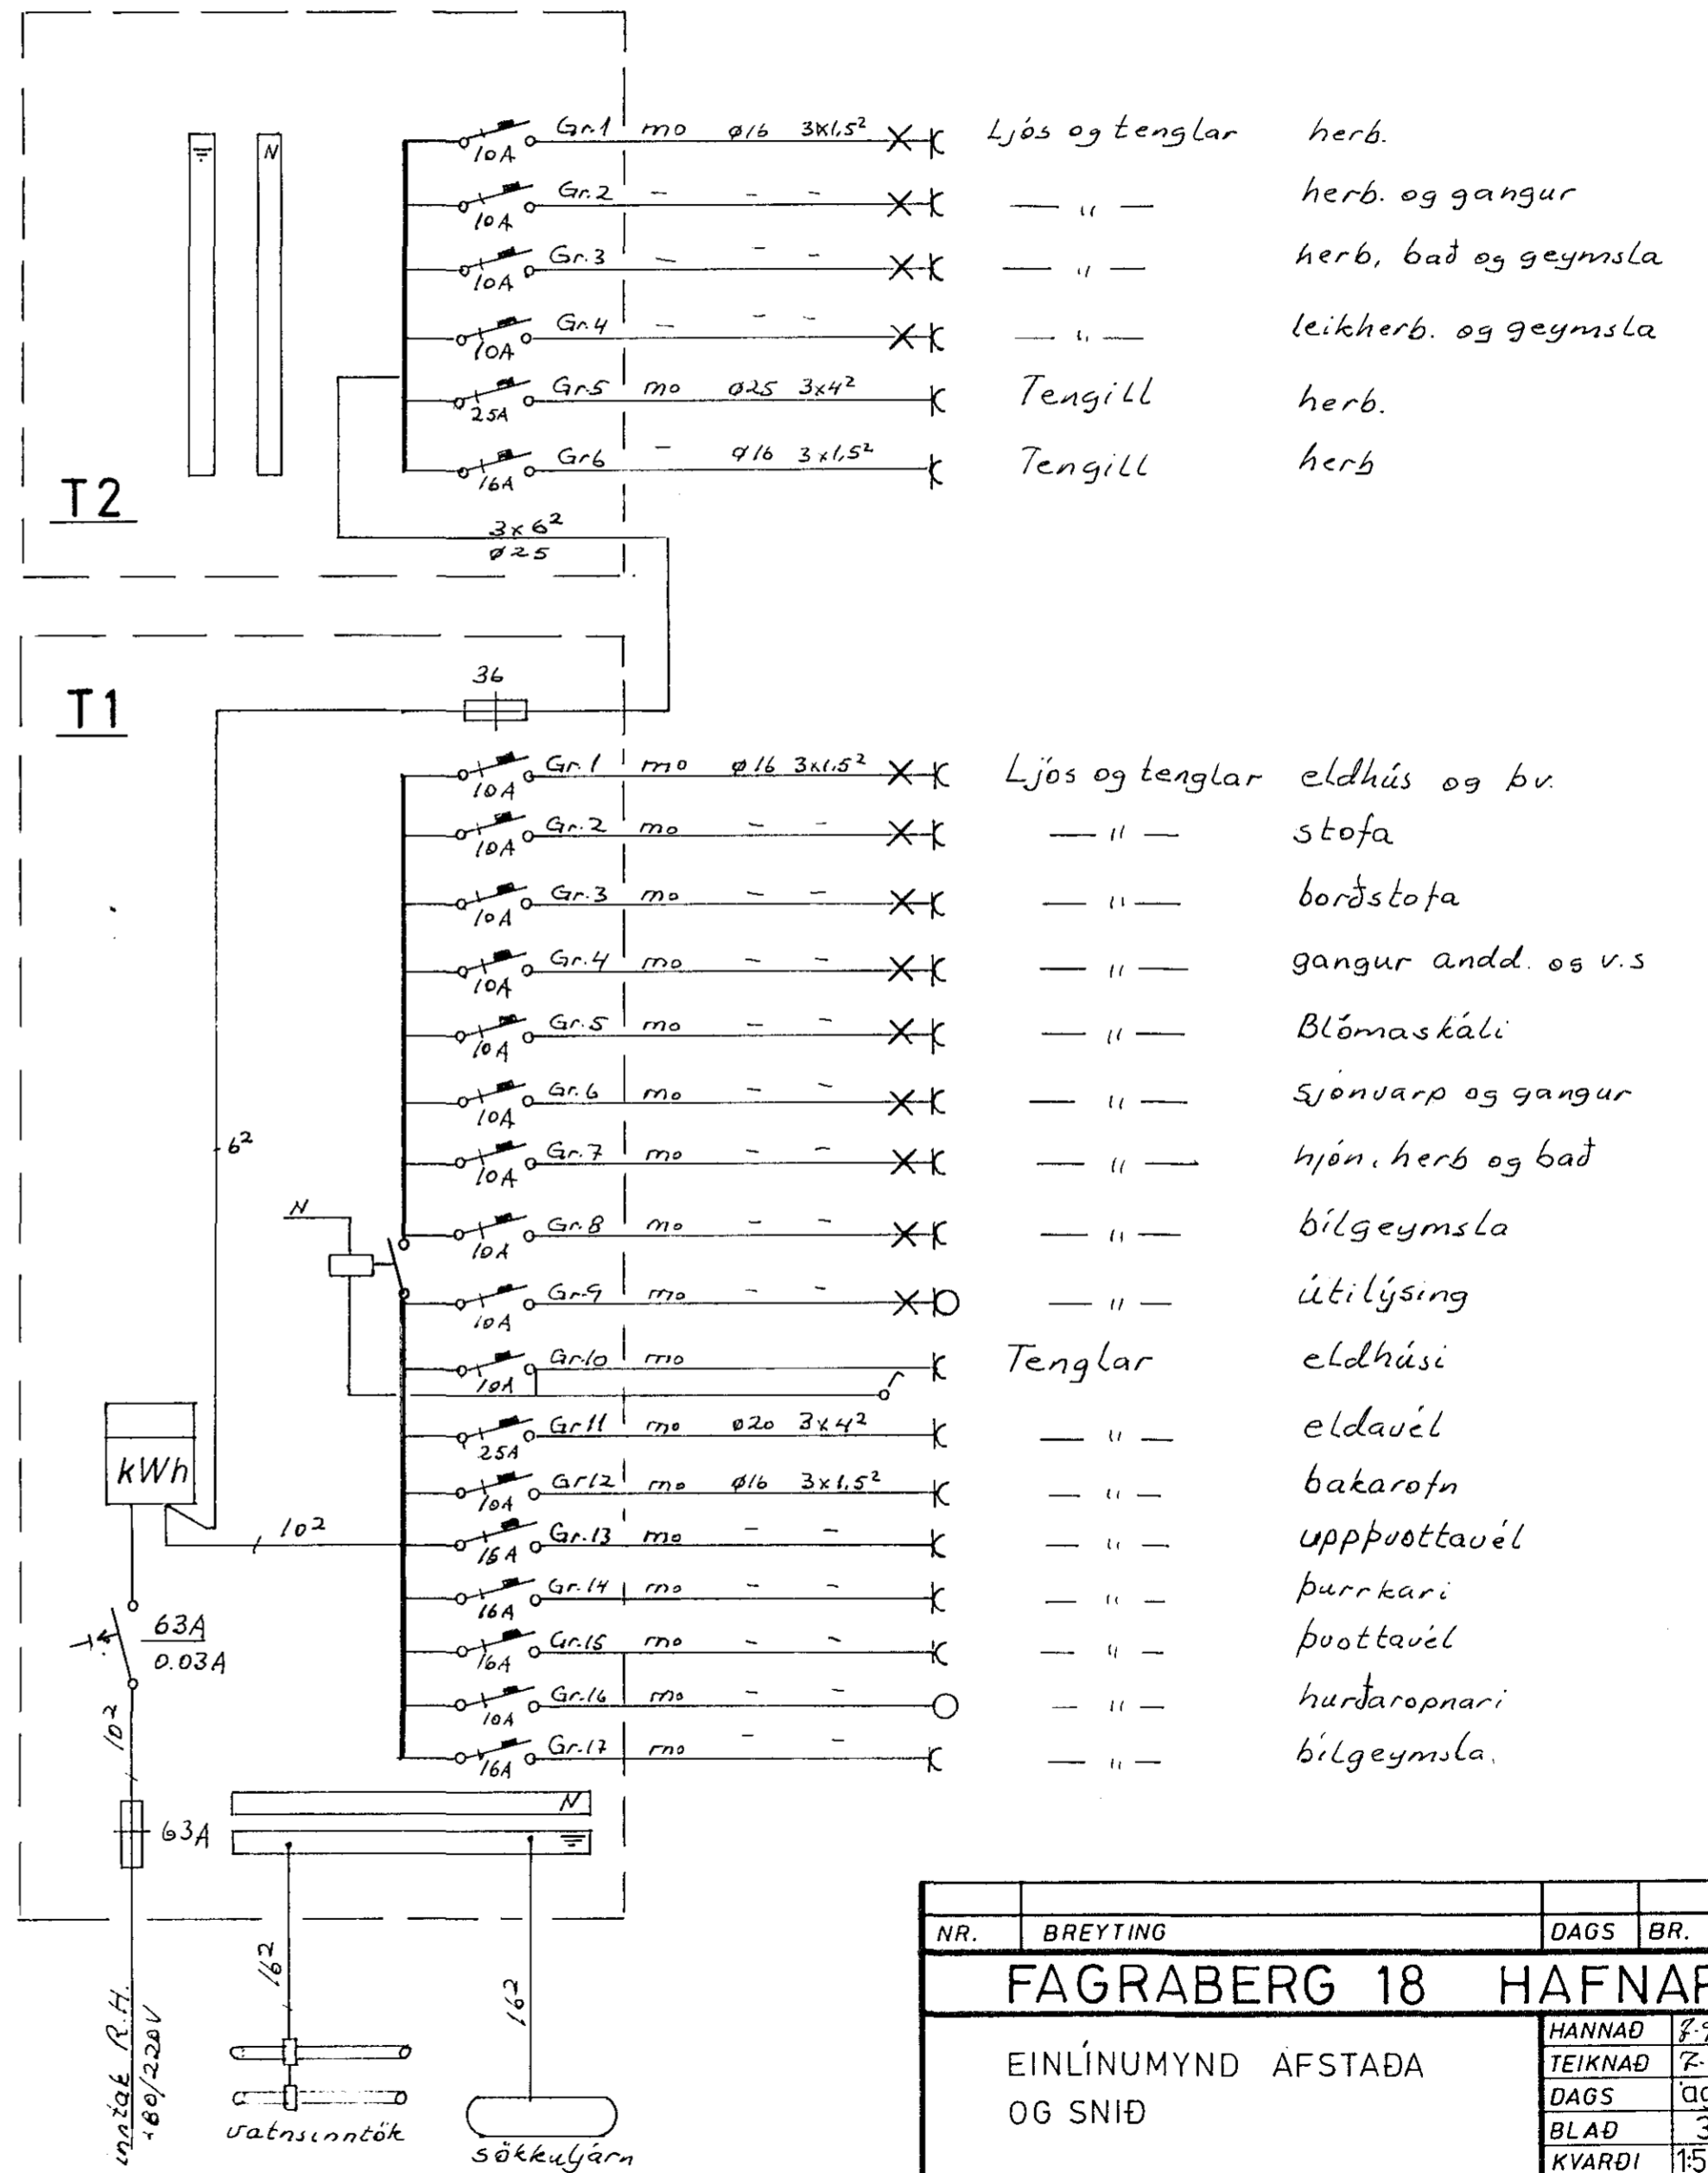 Gr.1 mo ø16 3x1,5² Ljós og tenglar herb.
10A
Gr.2 - - - — " — herb. og gangur
10A
Gr.3 - - - — " — herb, bað og geymsla
10A
Gr.4 - - - — " — leikherb. og geymsla
10A
Gr.5 mo ø25 3x4² Tengill herb.
25A
Gr6 - ø16 3x1,5² Tengill herb
16A
N
T2
3x6²
ø25
T1
36
Gr.1 mo ø16 3x1.5² Ljós og tenglar eldhús og þv.
10A
Gr.2 mo - - — " — stofa
10A
Gr.3 mo - - — " — borðstofa
10A
Gr.4 mo - - — " — gangur andd. og v.s
10A
Gr.5 mo - - — " — Blómaskáli
10A
Gr.6 mo - - — " — Sjónvarp og gangur
10A
6²
Gr.7 mo - - — " — hjón. herb og bað
10A
N
Gr.8 mo - - — " — bílgeymsla
10A
Gr.9 mo - - — " — útilýsing
10A
Gr.10 mo Tenglar eldhúsi
10A
Gr.11 mo ø20 3x4² — " — eldavél
25A
kWh
Gr12 mo ø16 3x1,5² — " — bakarofn
10A
10²
Gr.13 mo - - — " — uppþvottavél
16A
Gr.14 mo - - — " — þurrkari
16A
63A
0.03A
Gr.15 mo - - — " — þvottavél
16A
Gr.16 mo - - — " — hurðaropnari
10A
10²
Gr.17 mo - - — " — bílgeymsla.
16A
N
63A
16²
16²
inntak R.H.
380/220V
vatnsinntök
sökkuljárn
NR. BREYTING DAGS BR.
FAGRABERG 18 HAFNAR
EINLÍNUMYND AFSTAÐA
OG SNIÐ
HANNAÐ
TEIKNAÐ
DAGS
BLAÐ 3
KVARÐI 1:5